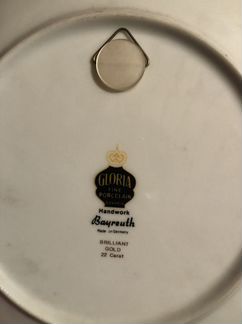 GLORIA
FINE
PORCELAIN
Handwork
Bayreuth
Made in Germany
BRILLIANT
GOLD
22 Carat